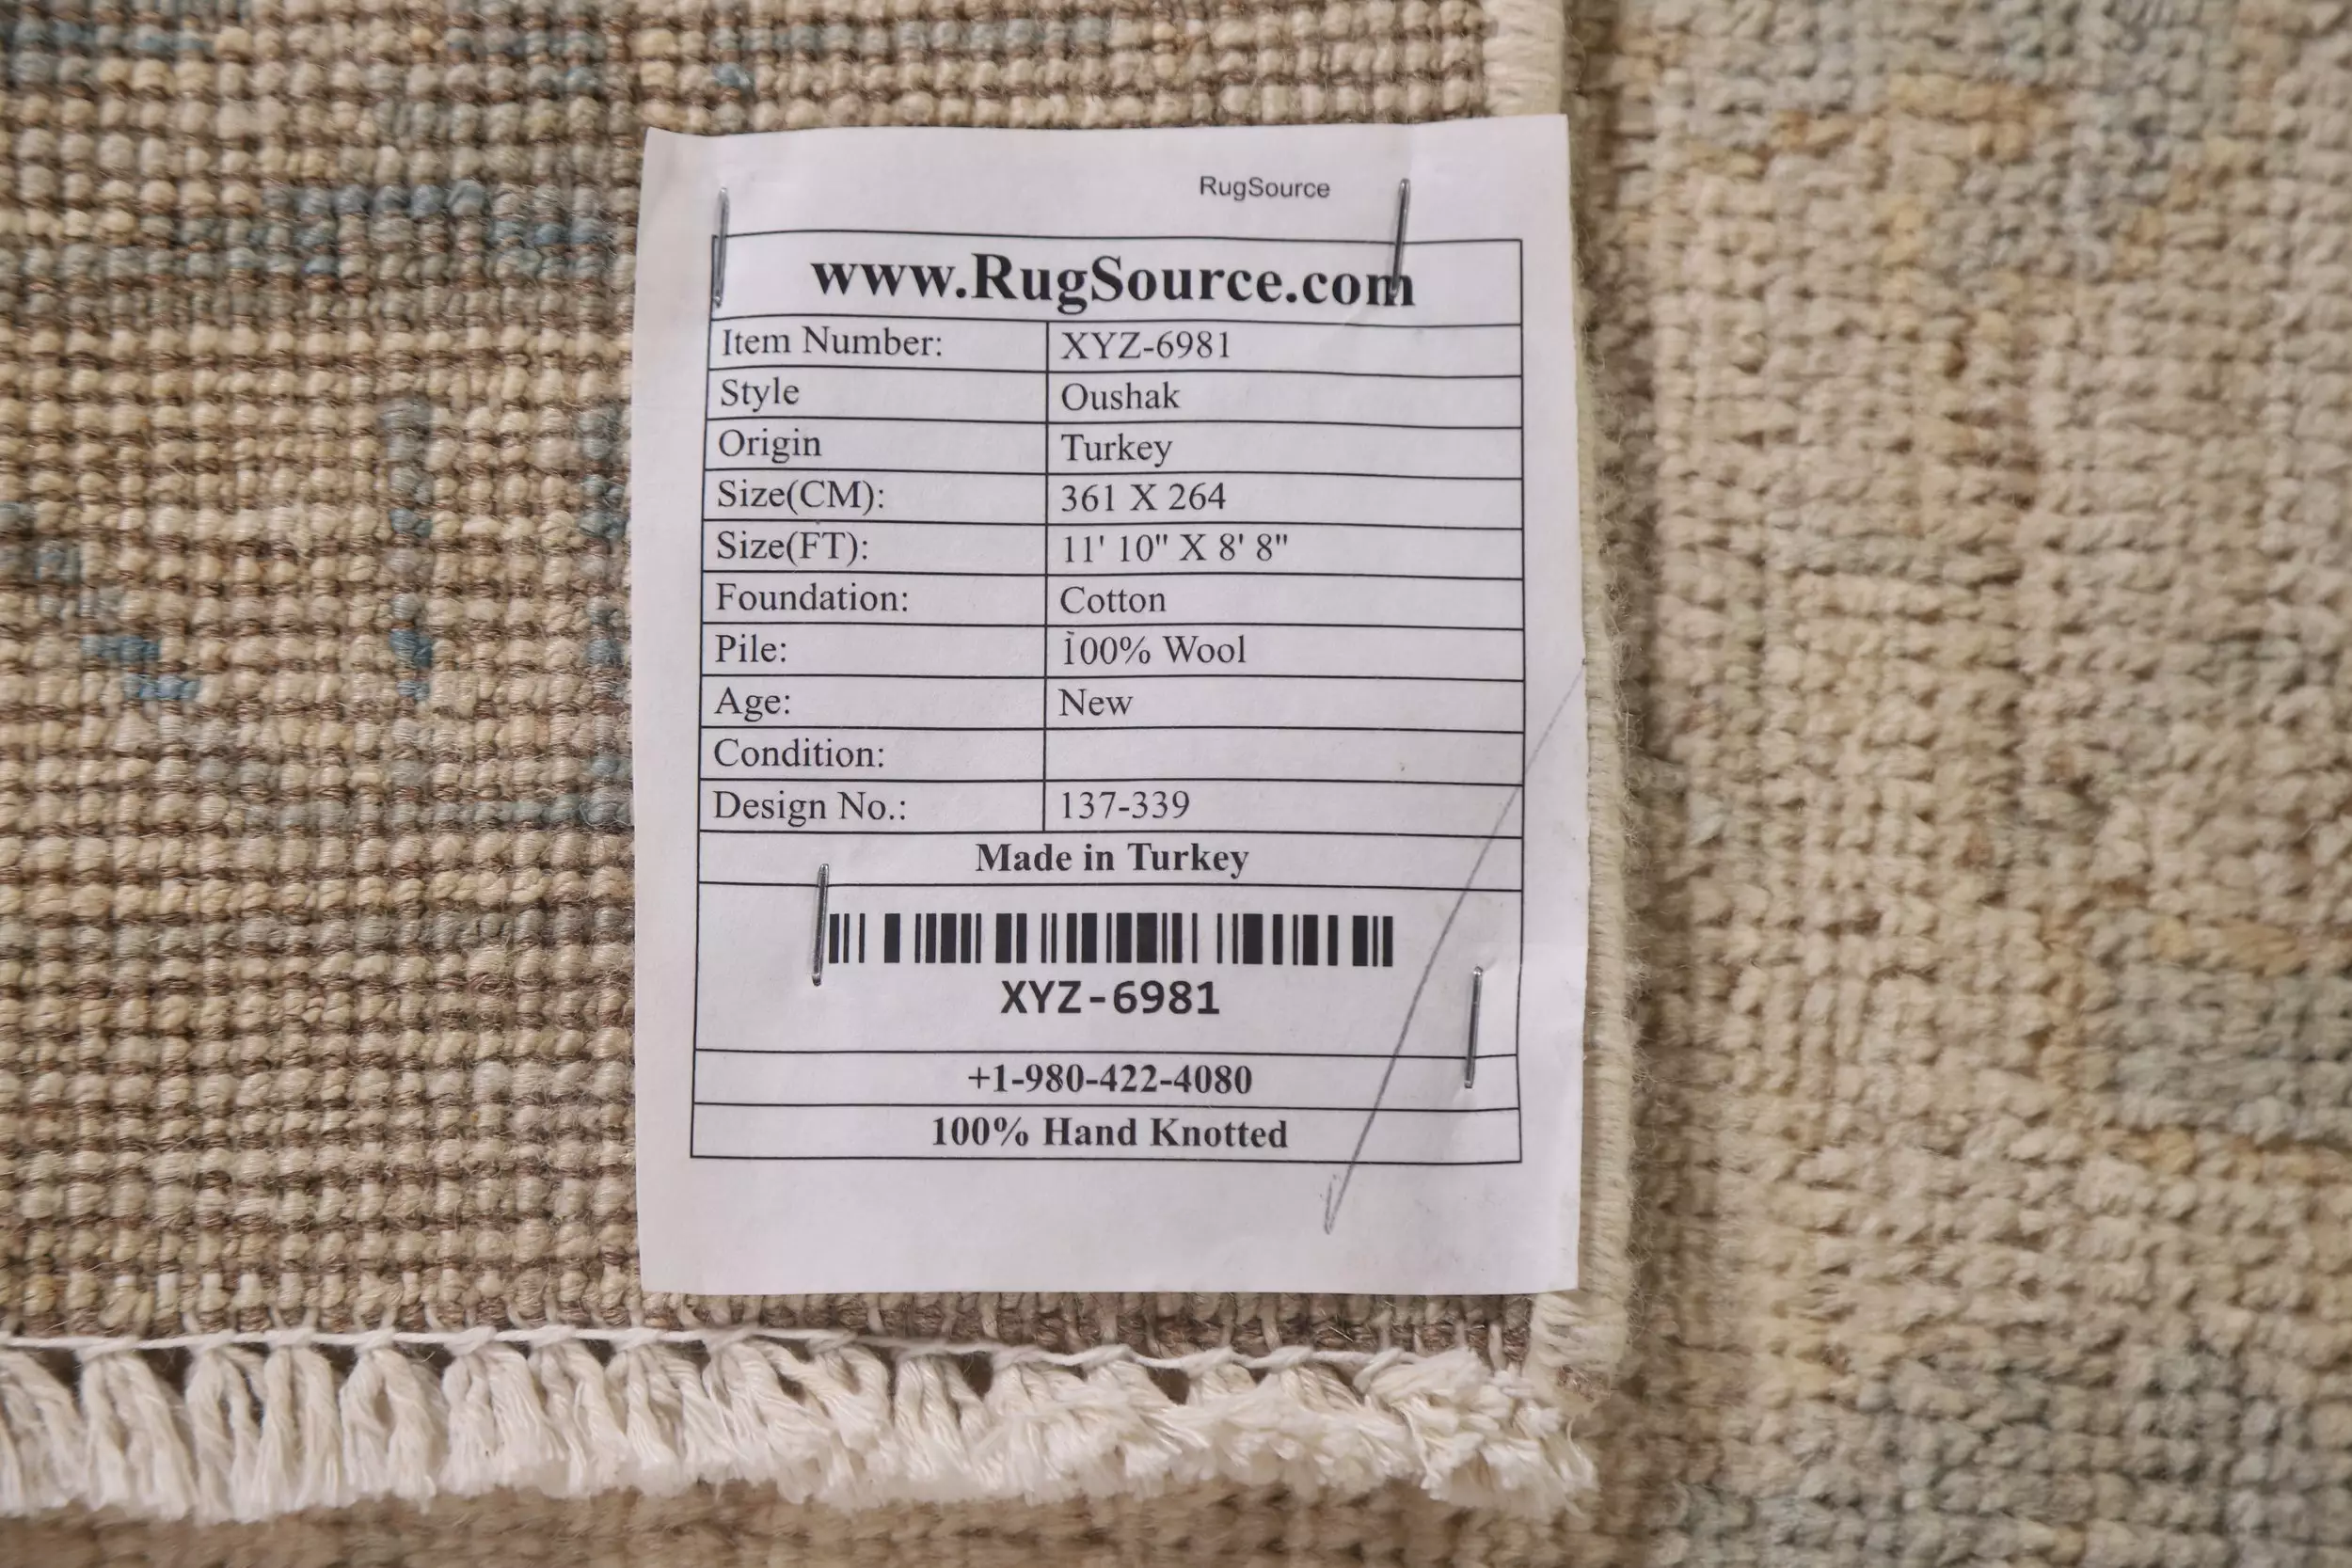 RugSource
www.RugSource.com
Item Number: XYZ-6981
Style Oushak
Origin Turkey
Size(CM): 361 X 264
Size(FT): 11' 10" X 8' 8"
Foundation: Cotton
Pile: 100% Wool
Age: New
Condition:
Design No.: 137-339
Made in Turkey
XYZ-6981
+1-980-422-4080
100% Hand Knotted